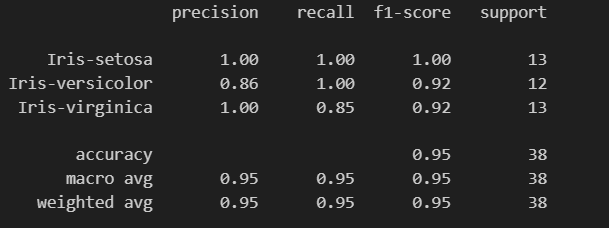 precision recall f1-score support
Iris-setosa 1.00 1.00 1.00 13
Iris-versicolor 0.86 1.00 0.92 12
Iris-virginica 1.00 0.85 0.92 13
accuracy 0.95 38
macro avg 0.95 0.95 0.95 38
weighted avg 0.95 0.95 0.95 38